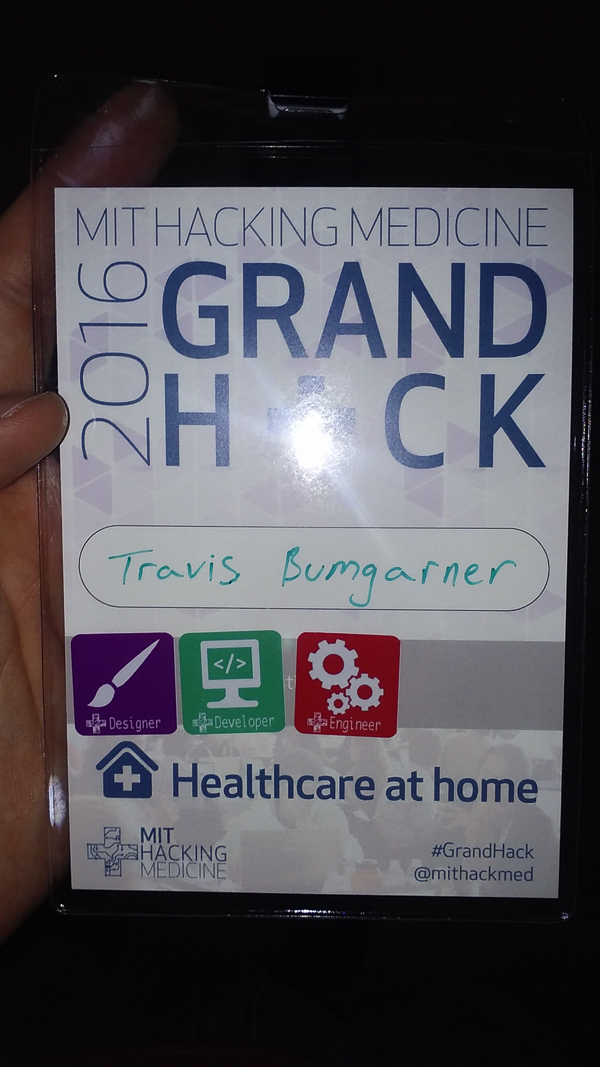 MIT HACKING MEDICINE
2016
GRAND
H CK
Travis Bumgarner
</>
Designer
Developer
Engineer
Healthcare at home
MIT
HACKING
MEDICINE
#GrandHack
@mithackmed